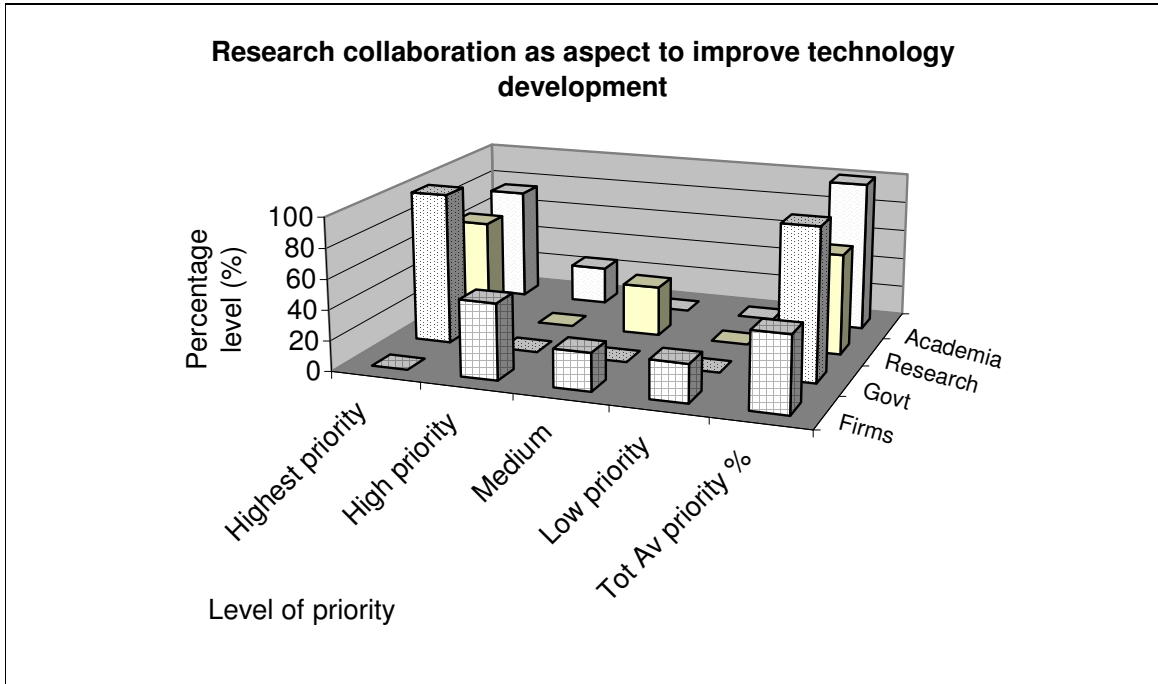 Research collaboration as aspect to improve technology
development
Percentage
level (%)
100
80
60
40
20
0
Highest priority
High priority
Medium
Low priority
Tot Av priority %
Academia
Research
Govt
Firms
Level of priority